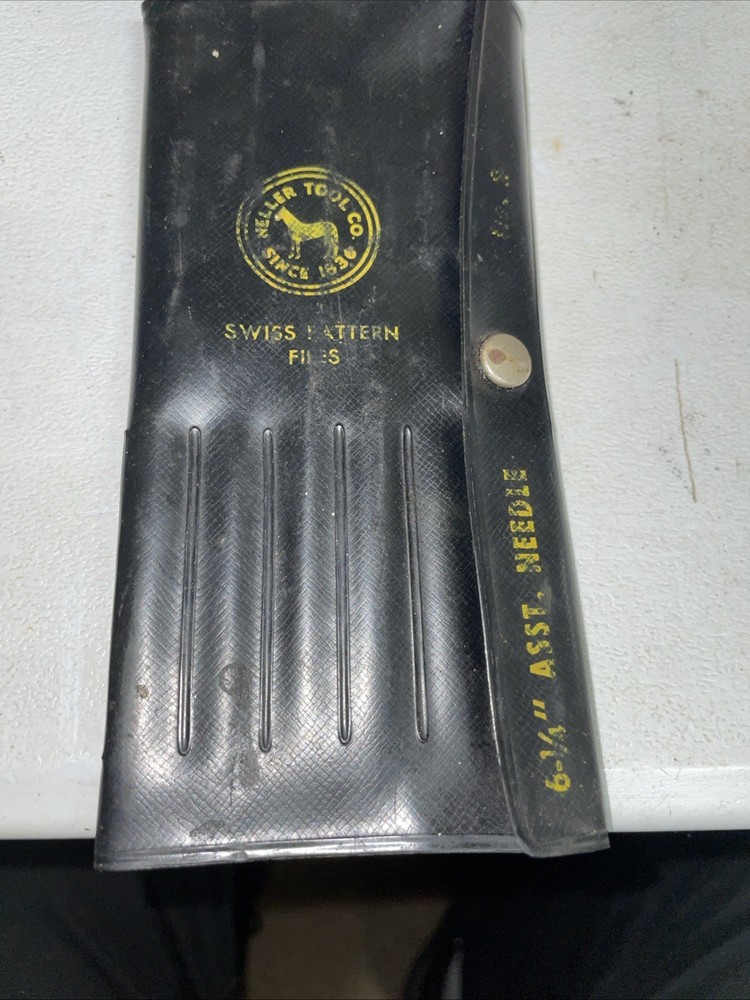 HELLER TOOL CO.
SINCE 1836
SWISS PATTERN
FILES
6-1/4" ASST. NEEDLE